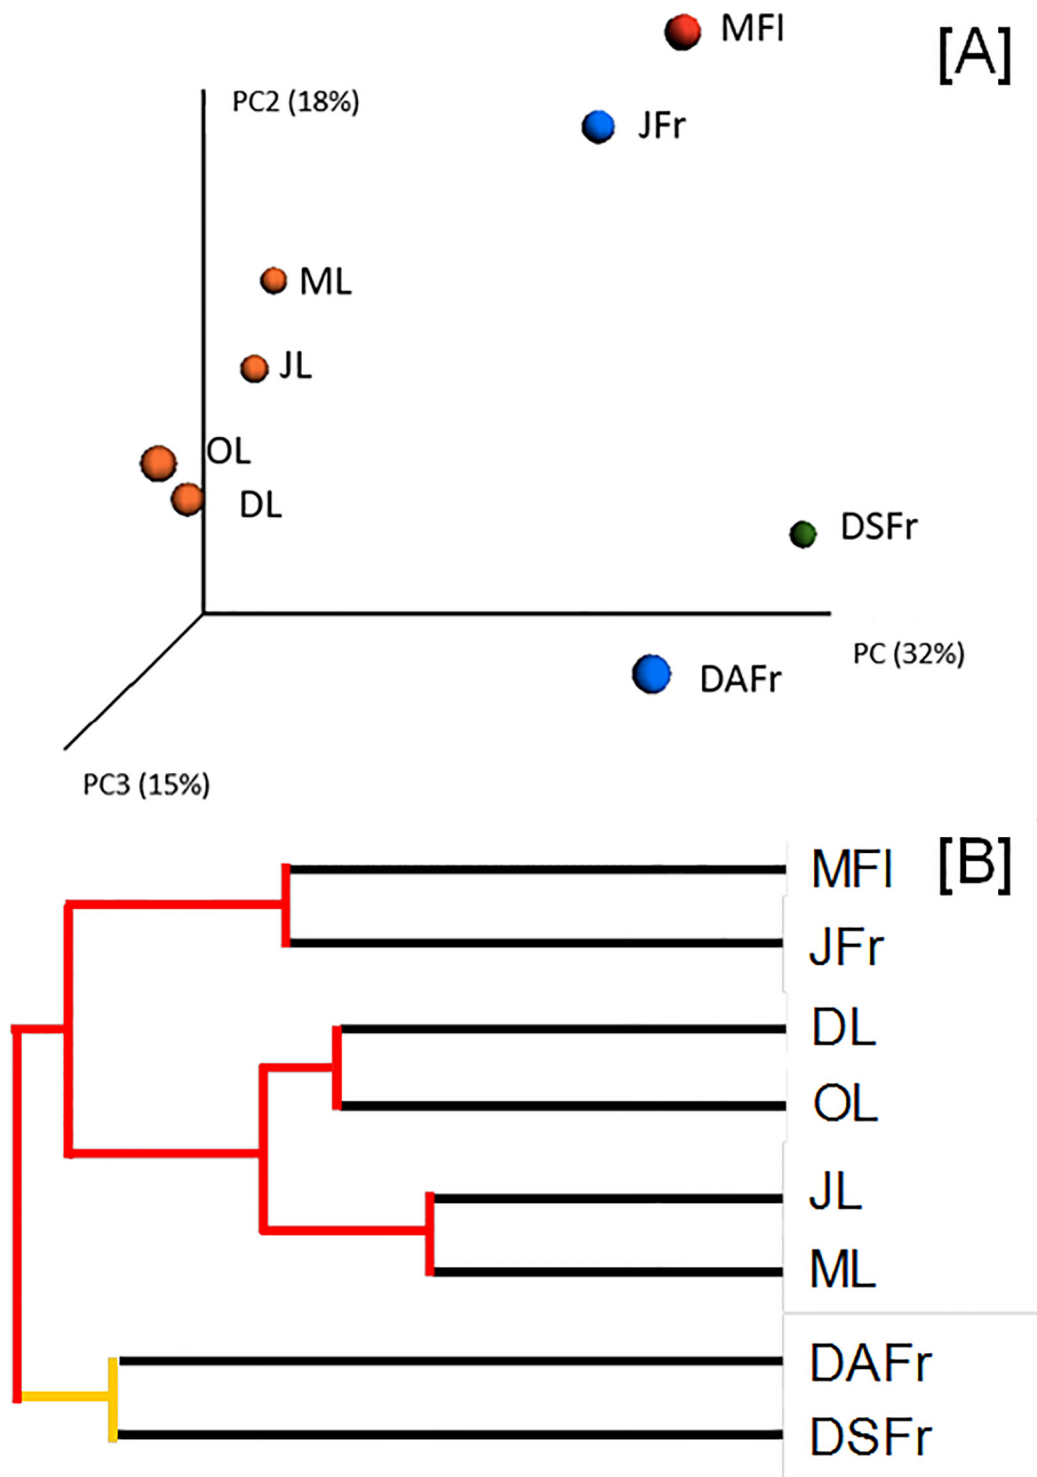 MFl
[A]
PC2 (18%)
JFr
ML
JL
OL
DL
DSFr
PC (32%)
DAFr
PC3 (15%)
MFl
[B]
JFr
DL
OL
JL
ML
DAFr
DSFr